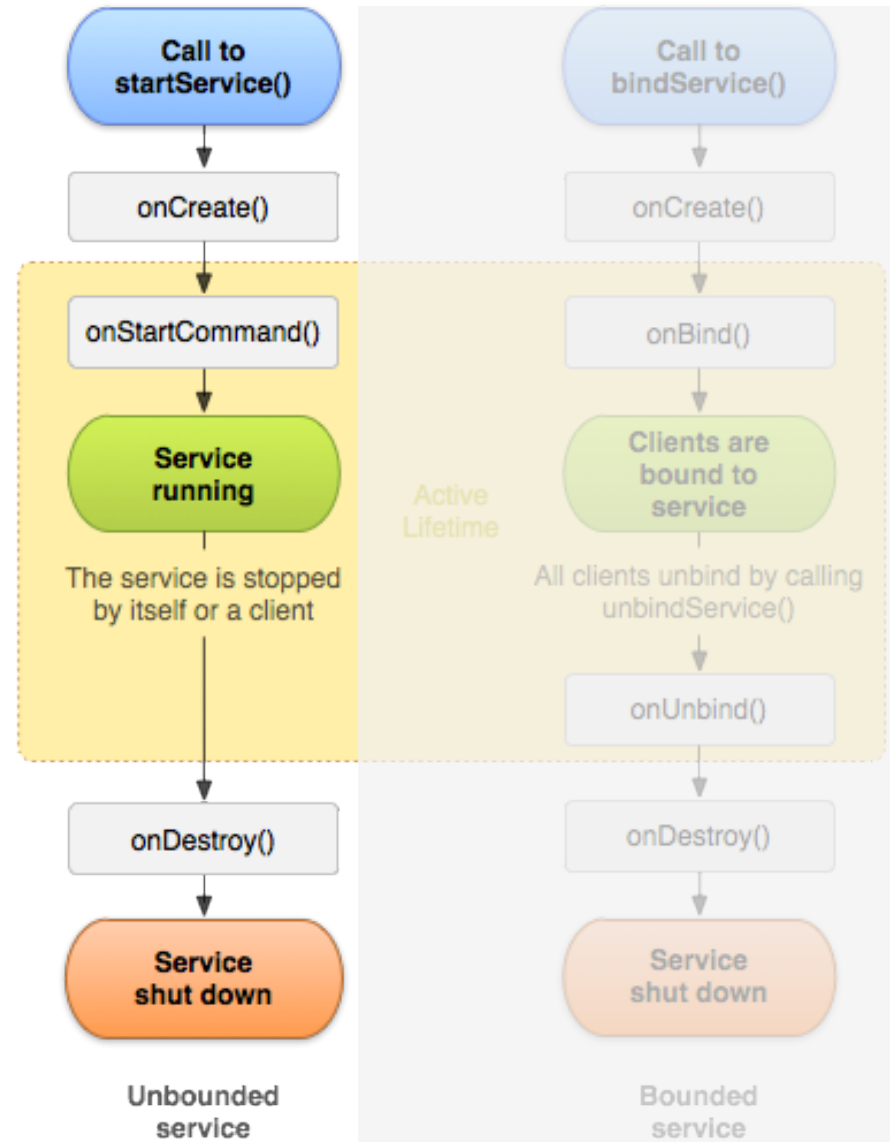 Call to
startService()
onCreate()
onStartCommand()
Service
running
The service is stopped
by itself or a client
onDestroy()
Service
shut down
Unbounded
service
Active
Lifetime
Call to
bindService()
onCreate()
onBind()
Clients are
bound to
service
All clients unbind by calling
unbindService()
onUnbind()
onDestroy()
Service
shut down
Bounded
service